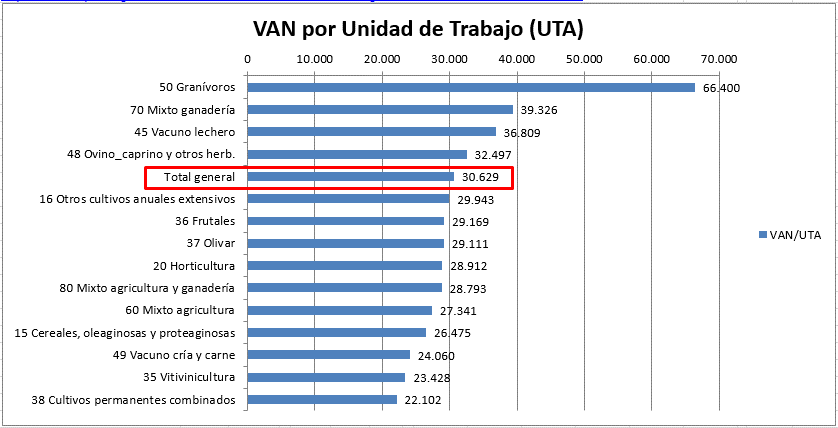 VAN por Unidad de Trabajo (UTA)
0 10.000 20.000 30.000 40.000 50.000 60.000 70.000
50 Granívoros 66.400
70 Mixto ganadería 39.326
45 Vacuno lechero 36.809
48 Ovino_caprino y otros herb. 32.497
Total general 30.629
16 Otros cultivos anuales extensivos 29.943
36 Frutales 29.169
37 Olivar 29.111
VAN/UTA
20 Horticultura 28.912
80 Mixto agricultura y ganadería 28.793
60 Mixto agricultura 27.341
15 Cereales, oleaginosas y proteaginosas 26.475
49 Vacuno cría y carne 24.060
35 Vitivinicultura 23.428
38 Cultivos permanentes combinados 22.102